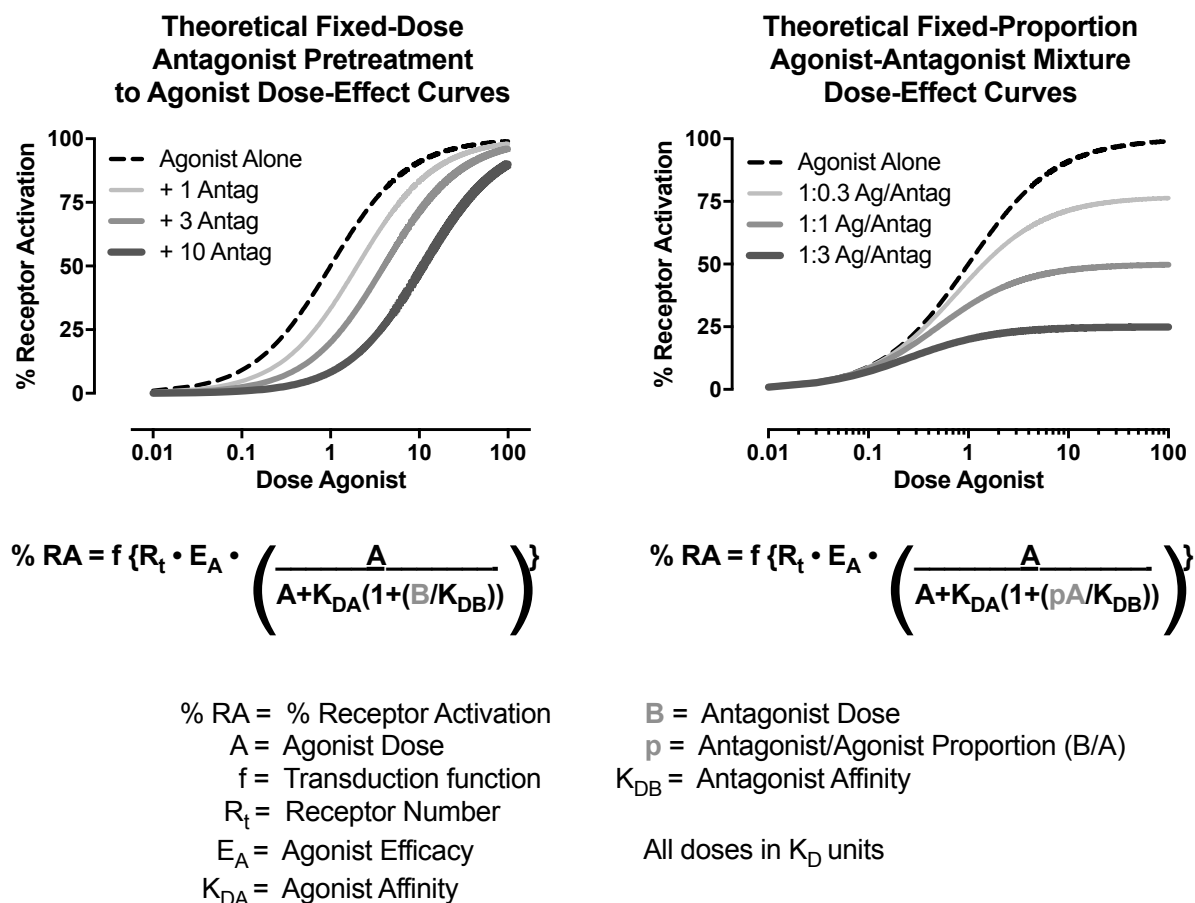 Theoretical Fixed-Dose
Antagonist Pretreatment
to Agonist Dose-Effect Curves
% Receptor Activation
100
75
50
25
0
Agonist Alone
+ 1 Antag
+ 3 Antag
+ 10 Antag
0.01 0.1 1 10 100
Dose Agonist
Theoretical Fixed-Proportion
Agonist-Antagonist Mixture
Dose-Effect Curves
% Receptor Activation
100
75
50
25
0
Agonist Alone
1:0.3 Ag/Antag
1:1 Ag/Antag
1:3 Ag/Antag
0.01 0.1 1 10 100
Dose Agonist
% RA = f {Rt • EA • ( A / A+KDA(1+(B/KDB)) )}
% RA = f {Rt • EA • ( A / A+KDA(1+(pA/KDB)) )}
% RA = % Receptor Activation
A = Agonist Dose
f = Transduction function
Rt = Receptor Number
EA = Agonist Efficacy
KDA = Agonist Affinity
B = Antagonist Dose
p = Antagonist/Agonist Proportion (B/A)
KDB = Antagonist Affinity
All doses in KD units